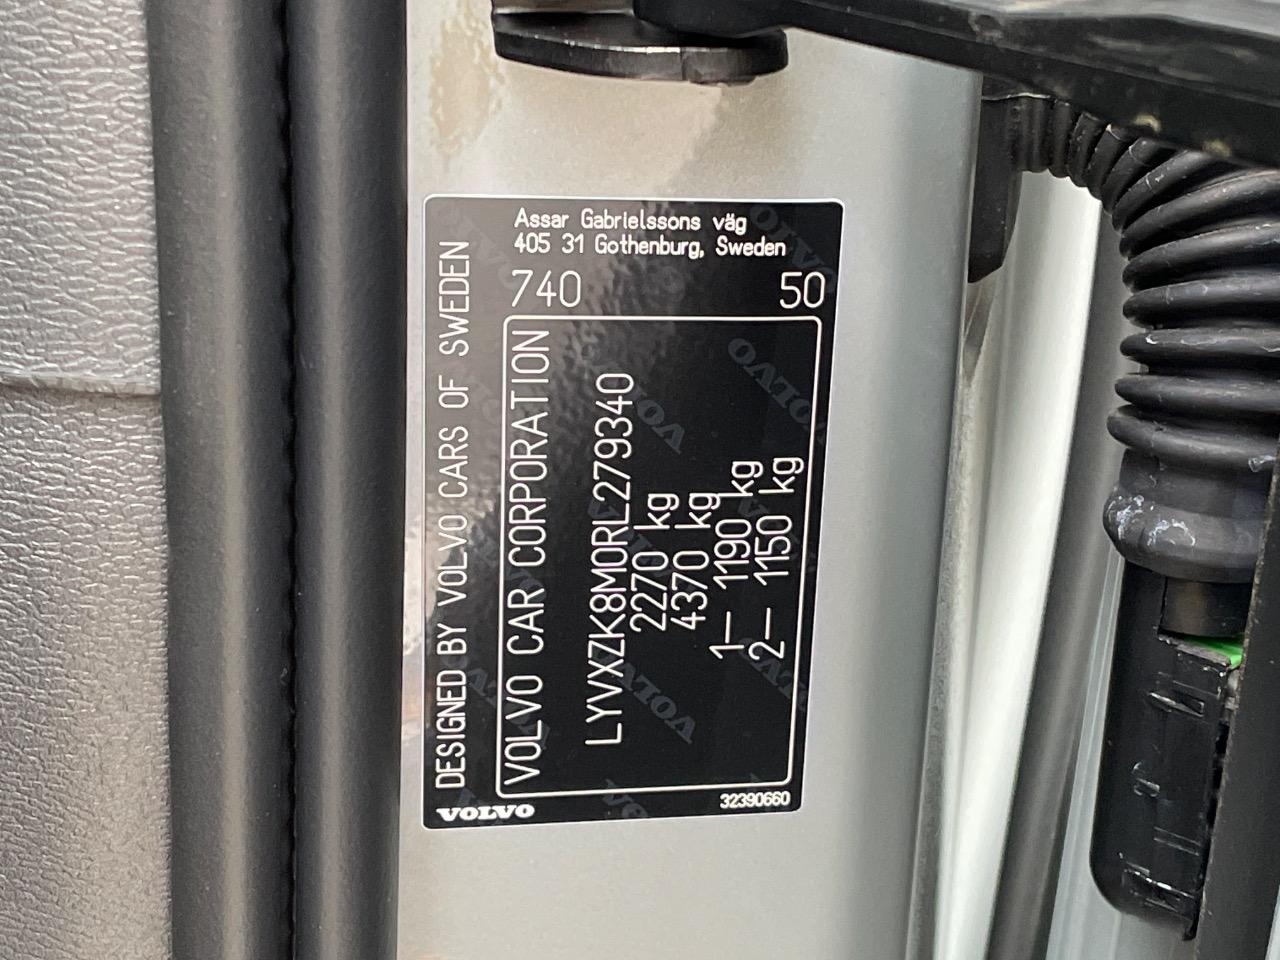 Assar Gabrielssons väg
405 31 Gothenburg, Sweden
740 50
DESIGNED BY VOLVO CARS OF SWEDEN
VOLVO CAR CORPORATION
LYVXZK8M0RL279340
2270 kg
4370 kg
1– 1190 kg
2– 1150 kg
VOLVO
32390660